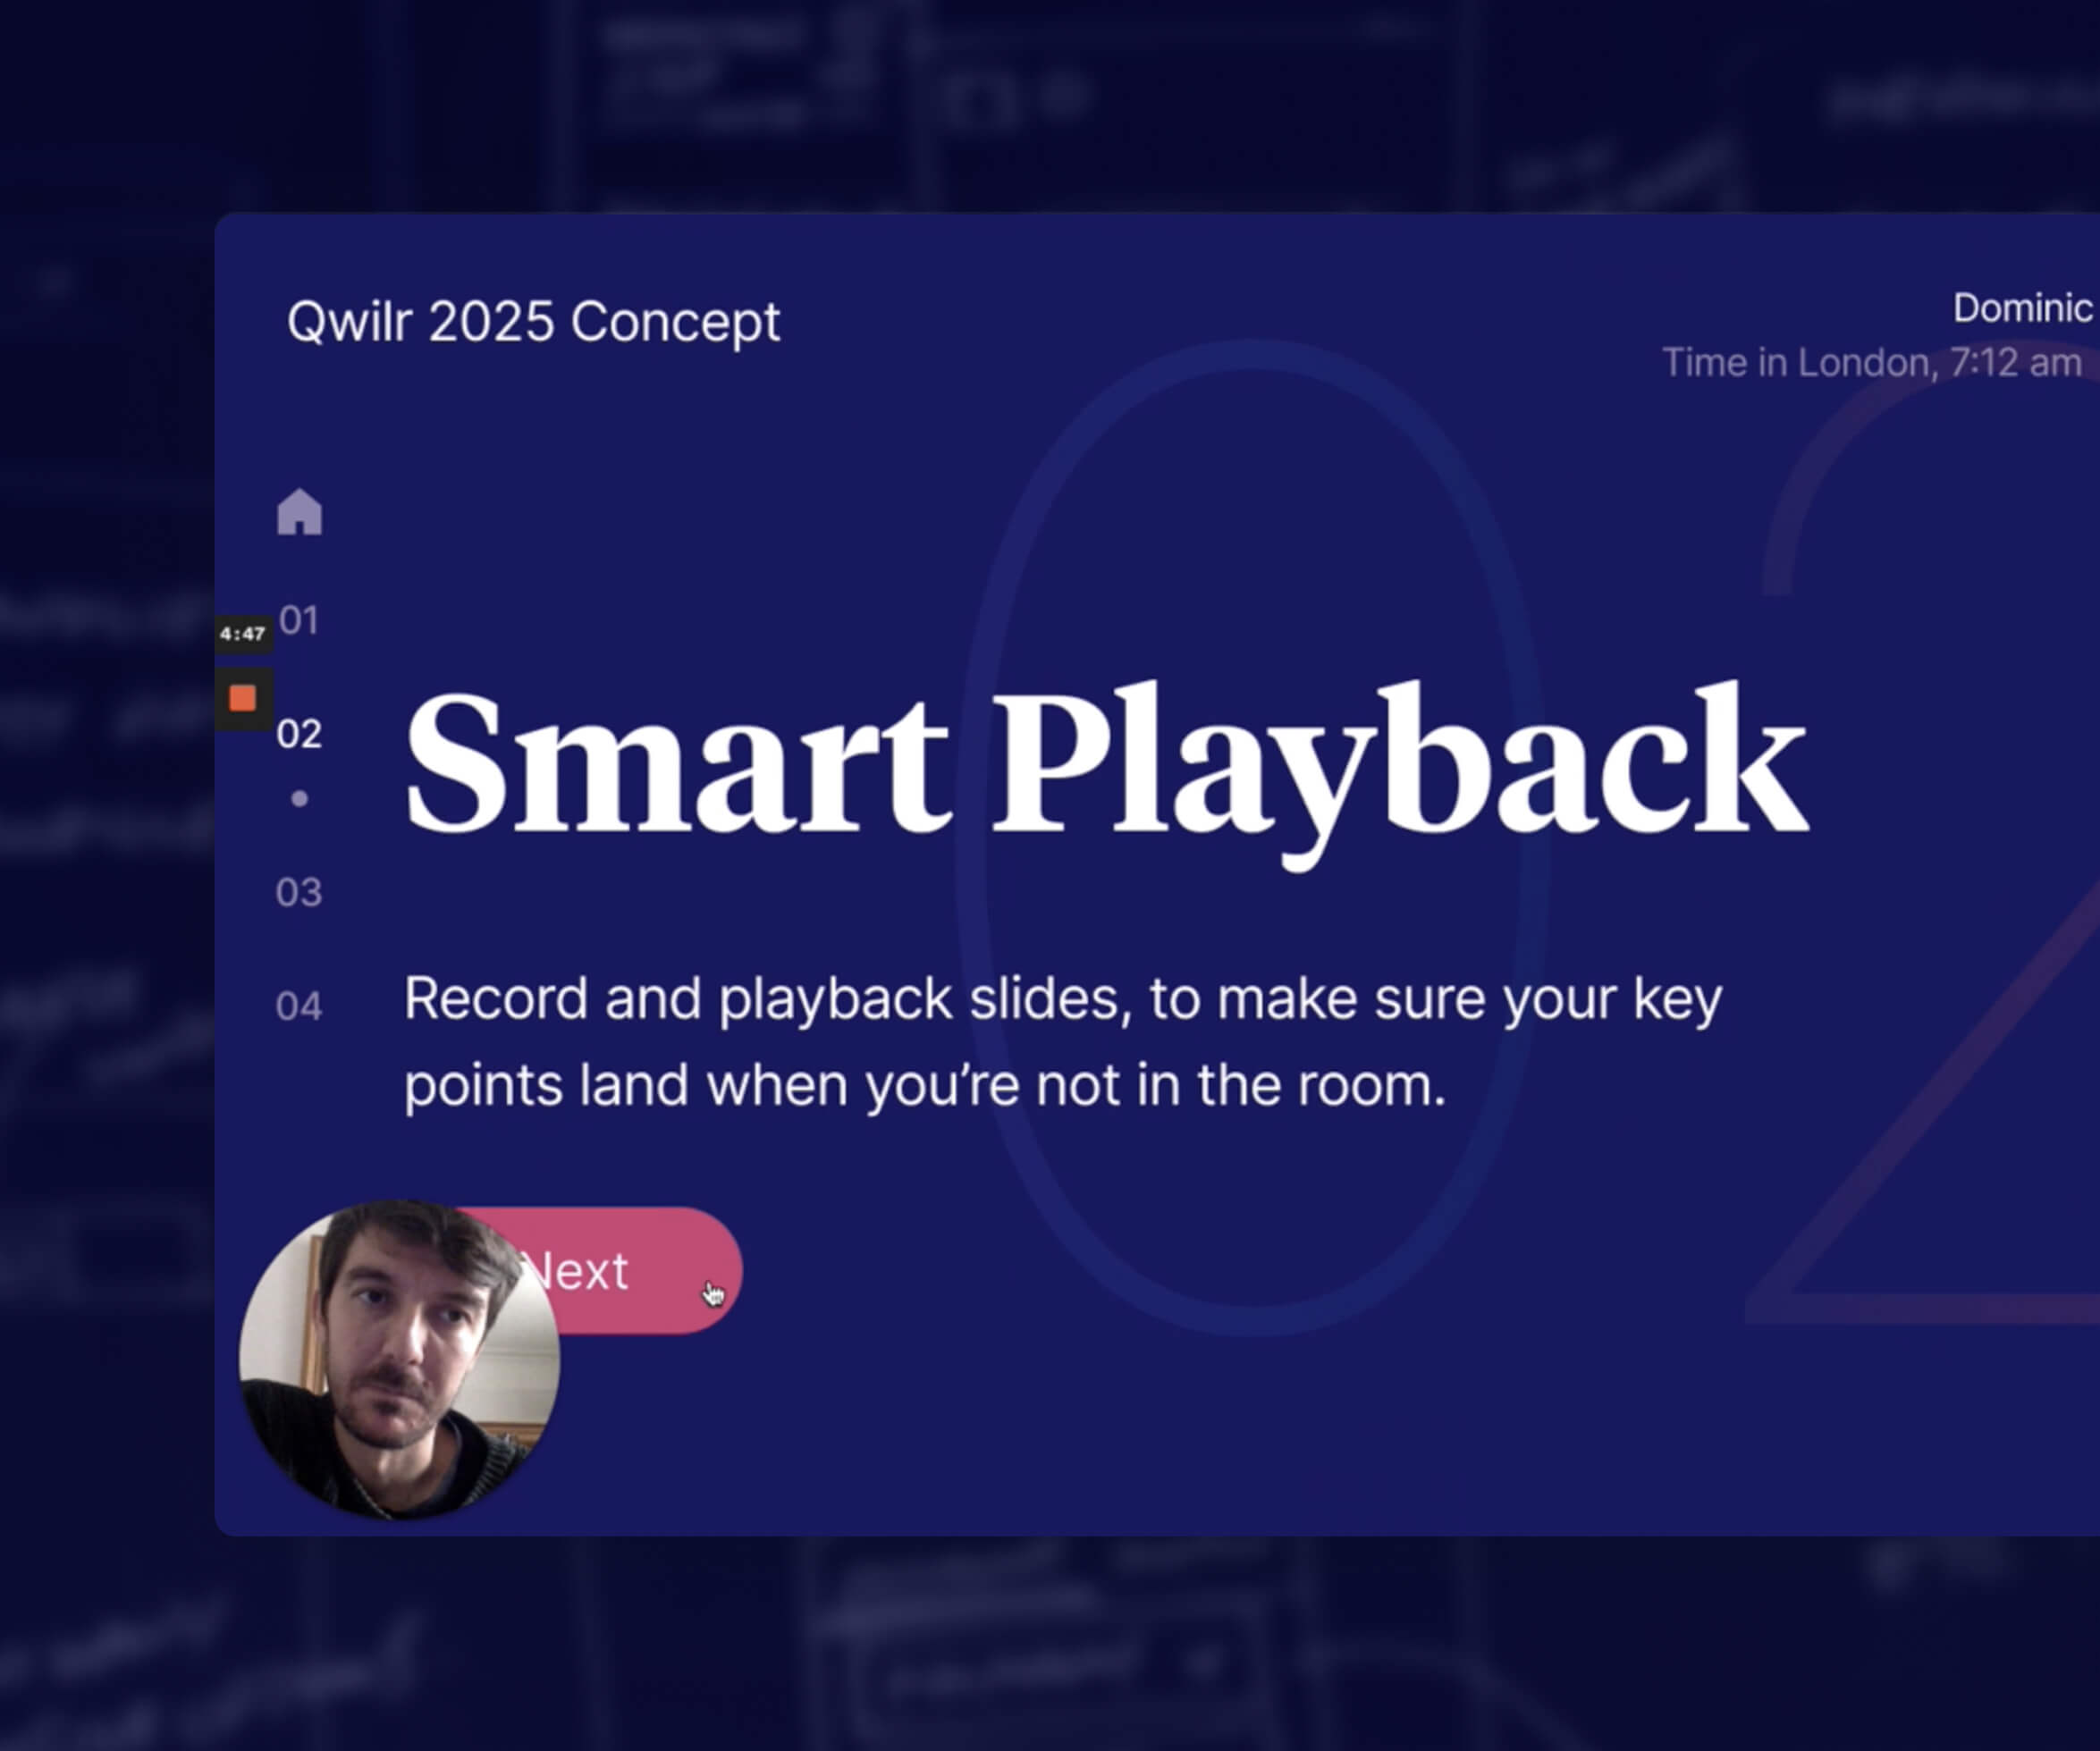 Qwilr 2025 Concept
Dominic
Time in London, 7:12 am
01
4:47
02
Smart Playback
03
Record and playback slides, to make sure your key
04
points land when you’re not in the room.
Next
02